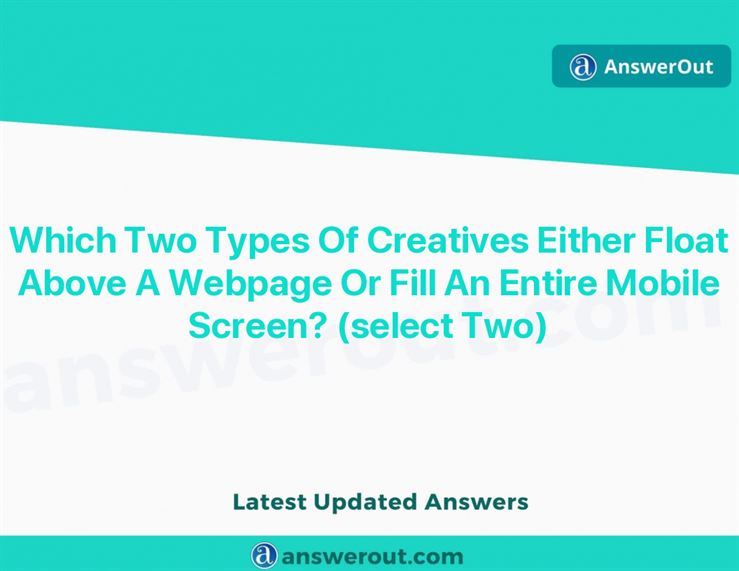 AnswerOut
Which Two Types Of Creatives Either Float
Above A Webpage Or Fill An Entire Mobile
Screen? (select Two)
answerout.com
Latest Updated Answers
answerout.com